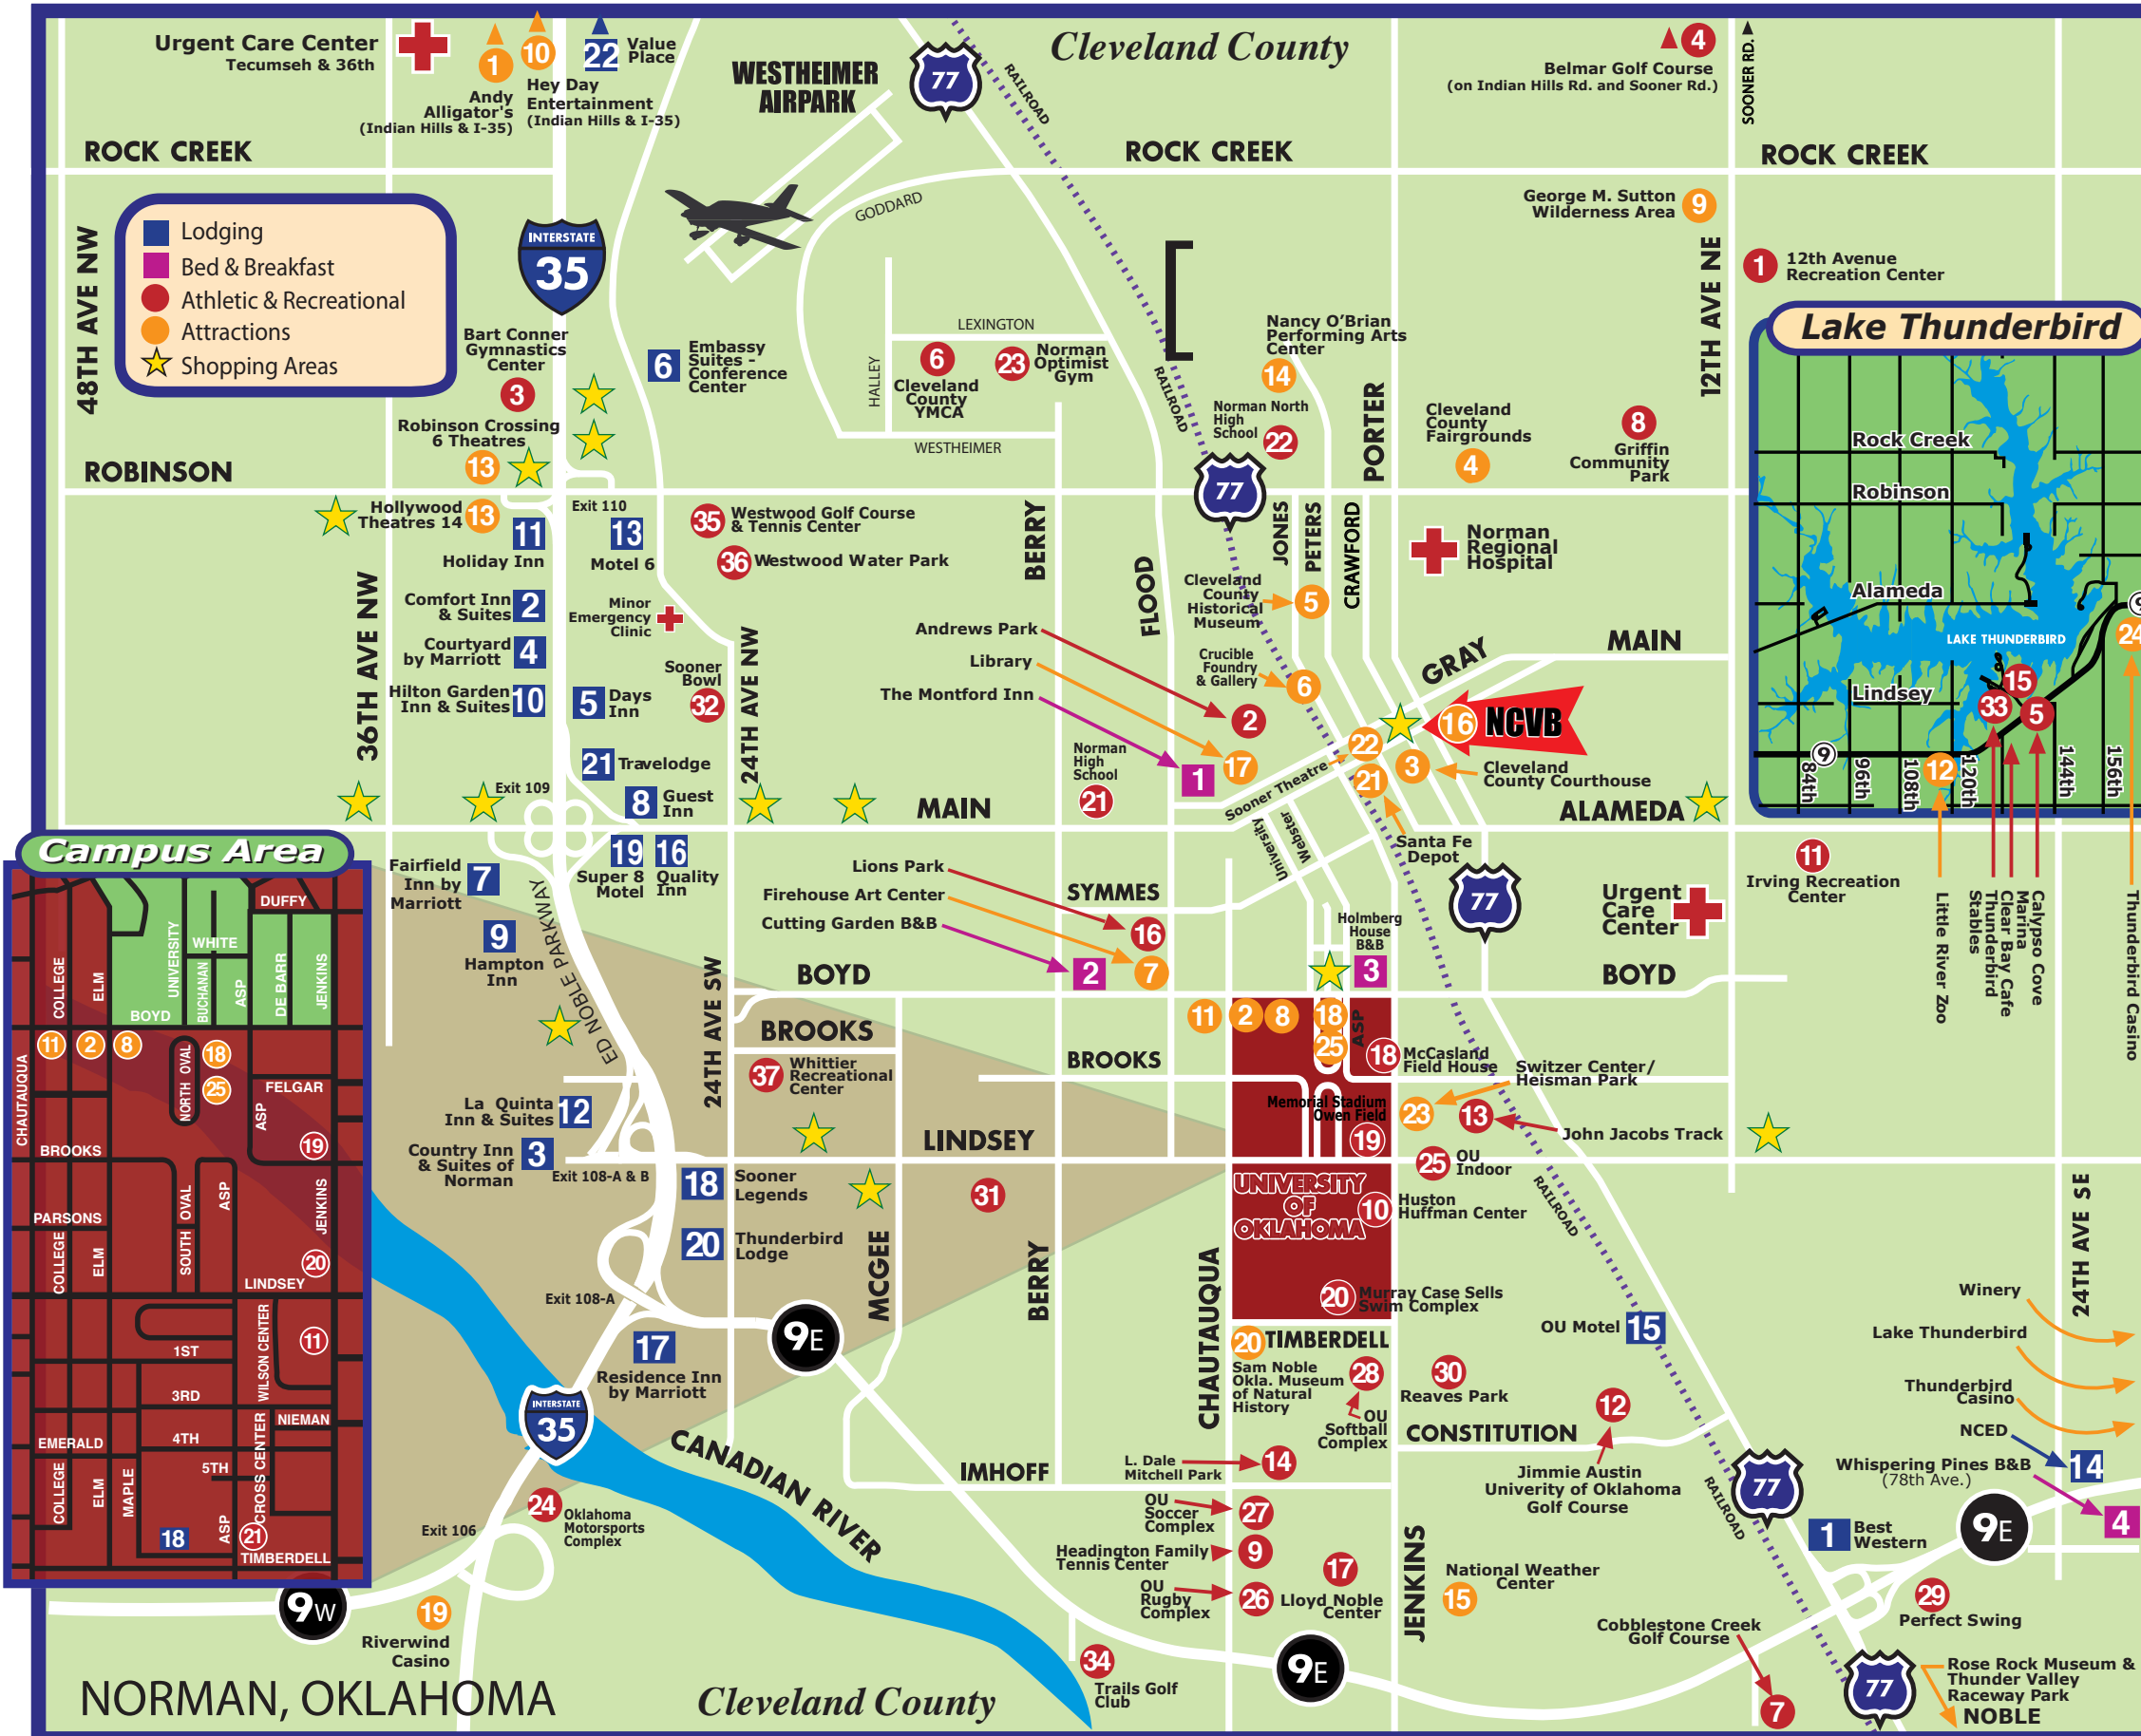 Urgent Care Center
Tecumseh & 36th
1
Andy
Alligator's
(Indian Hills & I-35)
10
Hey Day
Entertainment
(Indian Hills & I-35)
22
Value
Place
WESTHEIMER
AIRPARK
77
RAILROAD
Cleveland County
4
Belmar Golf Course
(on Indian Hills Rd. and Sooner Rd.)
SOONER RD.
ROCK CREEK
ROCK CREEK
ROCK CREEK
Lodging
Bed & Breakfast
Athletic & Recreational
Attractions
Shopping Areas
48TH AVE NW
INTERSTATE
35
GODDARD
George M. Sutton
Wilderness Area
9
12TH AVE NE
1
12th Avenue
Recreation Center
Bart Conner
Gymnastics
Center
3
Robinson Crossing
6 Theatres
13
6
Embassy
Suites -
Conference
Center
LEXINGTON
HALLEY
6
Cleveland
County
YMCA
23
Norman
Optimist
Gym
WESTHEIMER
RAILROAD
Nancy O'Brian
Performing Arts
Center
14
Norman North
High
School
22
PORTER
Cleveland
County
Fairgrounds
4
8
Griffin
Community
Park
ROBINSON
Hollywood
Theatres 14
13
11
Holiday Inn
Exit 110
13
Motel 6
35
Westwood Golf Course
& Tennis Center
36
Westwood Water Park
BERRY
FLOOD
77
JONES
PETERS
CRAWFORD
Norman
Regional
Hospital
36TH AVE NW
Comfort Inn
& Suites
2
Courtyard
by Marriott
4
Hilton Garden
Inn & Suites
10
Minor
Emergency
Clinic
Sooner
Bowl
32
5
Days
Inn
24TH AVE NW
Cleveland
County
Historical
Museum
5
Andrews Park
2
Library
17
The Montford Inn
1
Crucible
Foundry
& Gallery
6
GRAY
MAIN
16
NCVB
22
21
3
Cleveland
County Courthouse
Sooner Theatre
Santa Fe
Depot
21
Travelodge
8
Guest
Inn
Exit 109
Norman
High
School
21
MAIN
ALAMEDA
University
Webster
Lake Thunderbird
Rock Creek
Robinson
Alameda
LAKE THUNDERBIRD
Lindsey
9
9
24
15
33
5
12
84th
96th
108th
120th
144th
156th
Little River Zoo
Thunderbird
Stables
Clear Bay Cafe
Calypso Cove
Marina
Thunderbird Casino
11
Irving Recreation
Center
Urgent
Care
Center
77
Fairfield
Inn by
Marriott
7
9
Hampton
Inn
ED NOBLE PARKWAY
19
Super 8
Motel
16
Quality
Inn
Lions Park
16
Firehouse Art Center
7
Cutting Garden B&B
2
SYMMES
Holmberg
House
B&B
3
BOYD
BOYD
24TH AVE SW
BROOKS
BROOKS
37
Whittier
Recreational
Center
11
2
8
18
25
ASP
18
McCasland
Field House
Switzer Center/
Heisman Park
23
13
John Jacobs Track
Memorial Stadium
Owen Field
19
25
OU
Indoor
UNIVERSITY
OF
OKLAHOMA
10
Huston
Huffman Center
20
Murray Case Sells
Swim Complex
La Quinta
Inn & Suites
12
Country Inn
& Suites of
Norman
3
Exit 108-A & B
LINDSEY
18
Sooner
Legends
20
Thunderbird
Lodge
31
MCGEE
BERRY
CHAUTAUQUA
RAILROAD
24TH AVE SE
Exit 108-A
17
Residence Inn
by Marriott
9E
INTERSTATE
35
CANADIAN RIVER
20
TIMBERDELL
Sam Noble
Okla. Museum
of Natural
History
28
OU
Softball
Complex
30
Reaves Park
OU Motel
15
12
Jimmie Austin
Univerity of Oklahoma
Golf Course
CONSTITUTION
Winery
Lake Thunderbird
Thunderbird
Casino
NCED
14
Whispering Pines B&B
(78th Ave.)
4
IMHOFF
L. Dale
Mitchell Park
14
OU
Soccer
Complex
27
Headington Family
Tennis Center
9
OU
Rugby
Complex
26
17
Lloyd Noble
Center
JENKINS
National Weather
Center
15
RAILROAD
77
1
Best
Western
9E
29
Perfect Swing
Cobblestone Creek
Golf Course
7
77
Rose Rock Museum &
Thunder Valley
Raceway Park
NOBLE
Exit 106
24
Oklahoma
Motorsports
Complex
9W
19
Riverwind
Casino
34
Trails Golf
Club
9E
NORMAN, OKLAHOMA
Cleveland County
Campus Area
DUFFY
WHITE
COLLEGE
ELM
UNIVERSITY
BUCHANAN
ASP
DE BARR
JENKINS
BOYD
11
2
8
18
25
CHAUTAUQUA
NORTH OVAL
FELGAR
ASP
19
BROOKS
PARSONS
COLLEGE
ELM
SOUTH OVAL
ASP
JENKINS
20
LINDSEY
1ST
WILSON CENTER
11
3RD
NIEMAN
EMERALD
4TH
5TH
COLLEGE
ELM
MAPLE
CROSS CENTER
18
ASP
21
TIMBERDELL